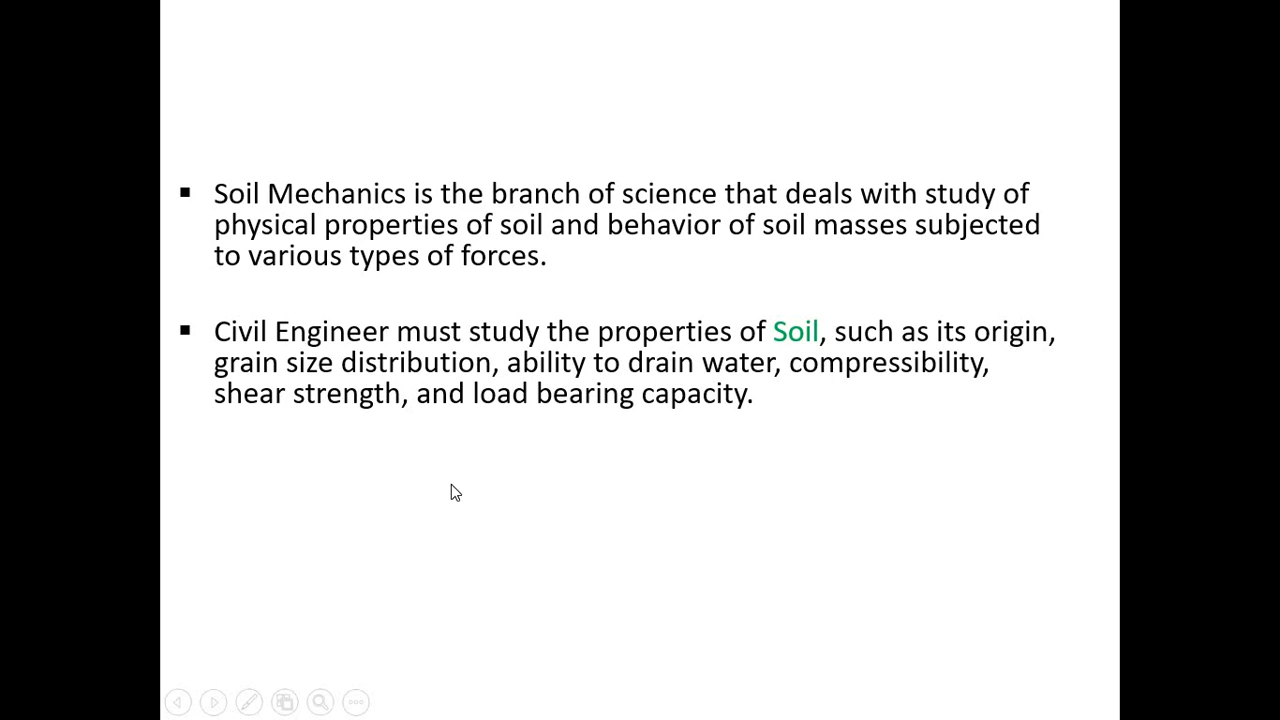 ▪ Soil Mechanics is the branch of science that deals with study of
physical properties of soil and behavior of soil masses subjected
to various types of forces.
▪ Civil Engineer must study the properties of Soil, such as its origin,
grain size distribution, ability to drain water, compressibility,
shear strength, and load bearing capacity.